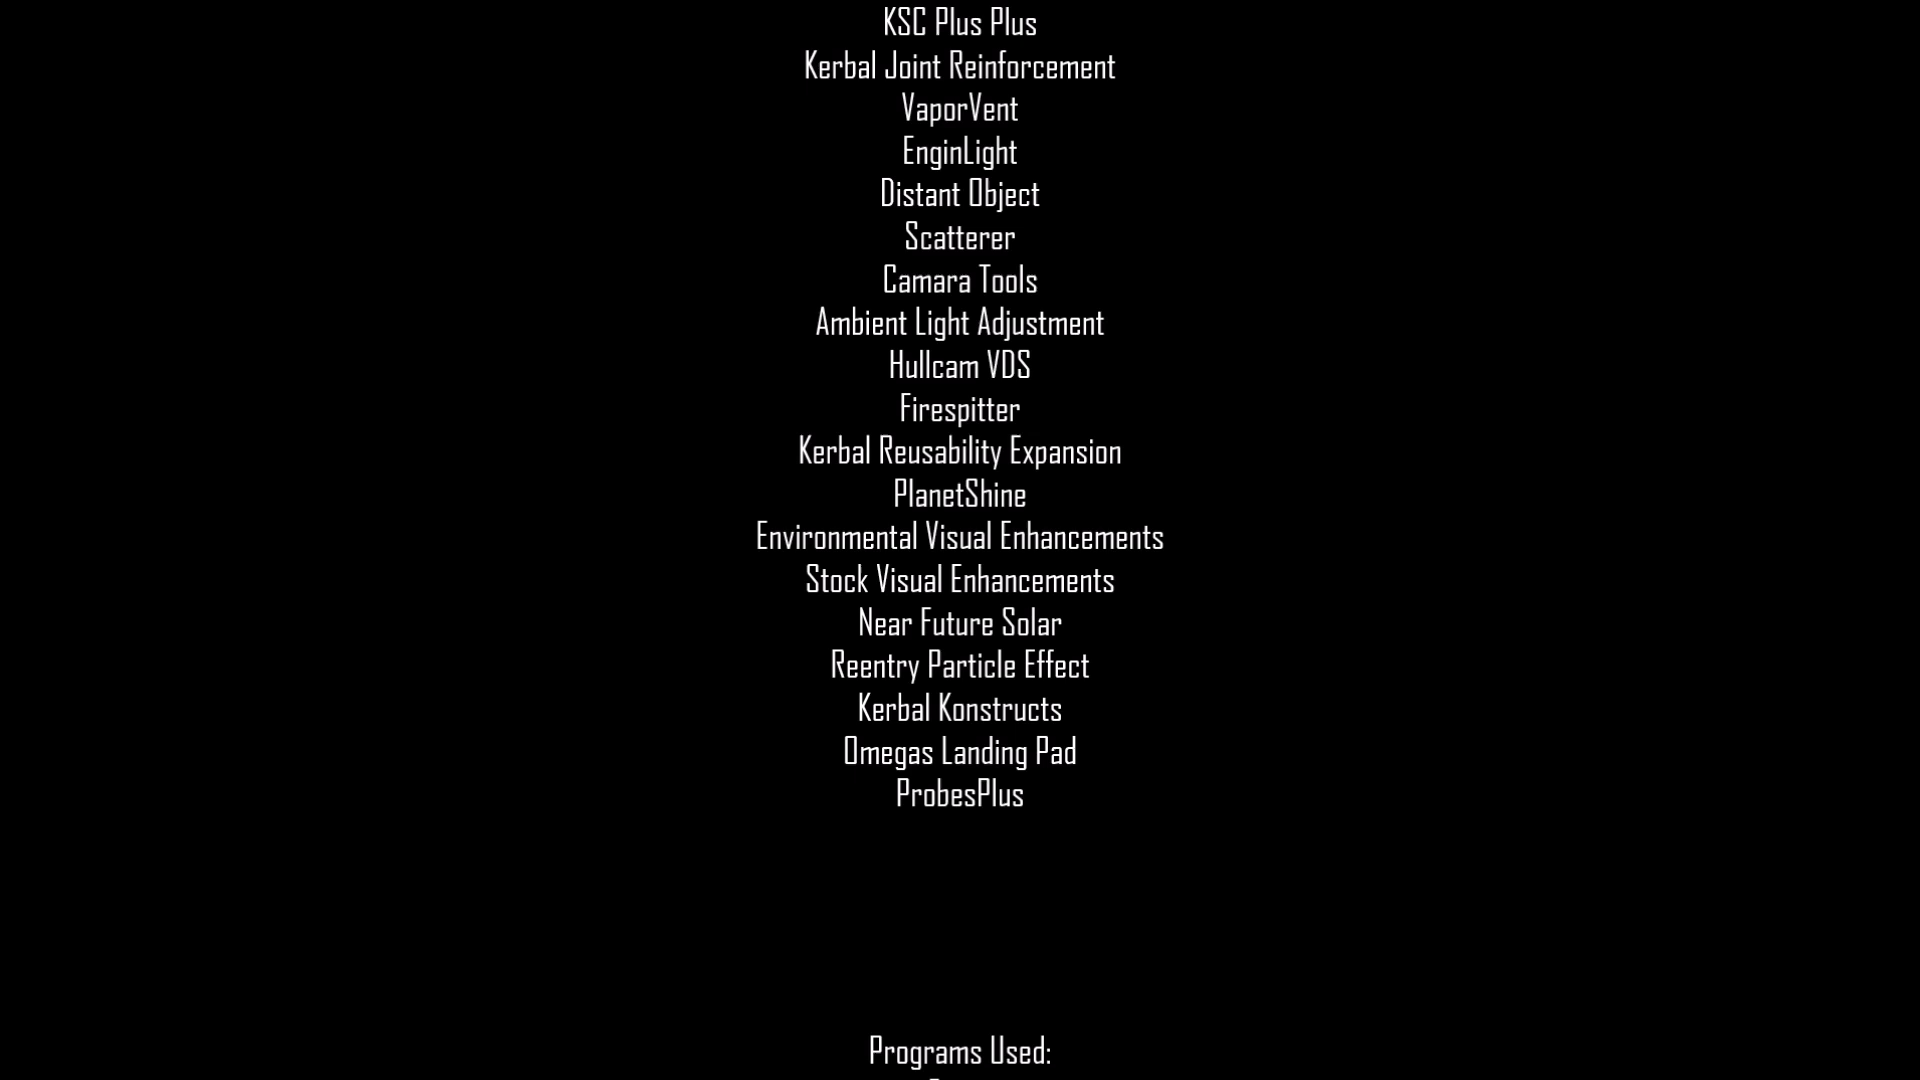 KSC Plus Plus
Kerbal Joint Reinforcement
VaporVent
EnginLight
Distant Object
Scatterer
Camara Tools
Ambient Light Adjustment
Hullcam VDS
Firespitter
Kerbal Reusability Expansion
PlanetShine
Environmental Visual Enhancements
Stock Visual Enhancements
Near Future Solar
Reentry Particle Effect
Kerbal Konstructs
Omegas Landing Pad
ProbesPlus
Programs Used: